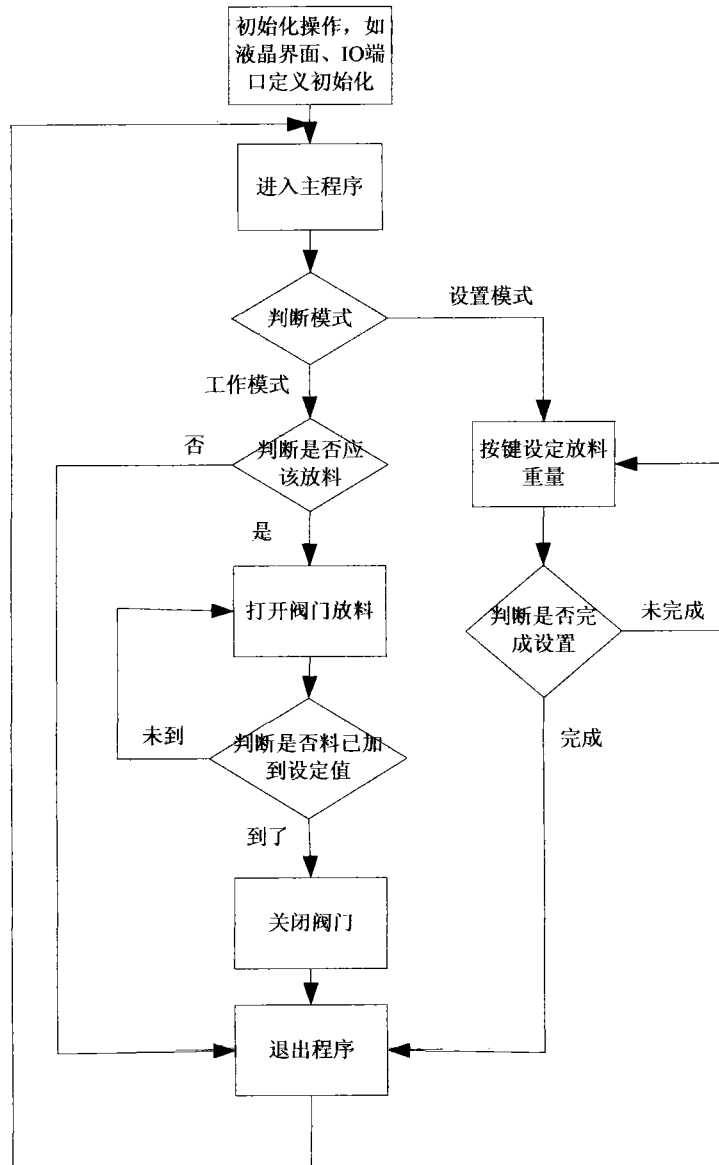 初始化操作，如
液晶界面、IO端
口定义初始化
进入主程序
设置模式
判断模式
工作模式
否
判断是否应
该放料
按键设定放料
重量
是
打开阀门放料
判断是否完
成设置
未完成
未到
判断是否料已加
到设定值
完成
到了
关闭阀门
退出程序